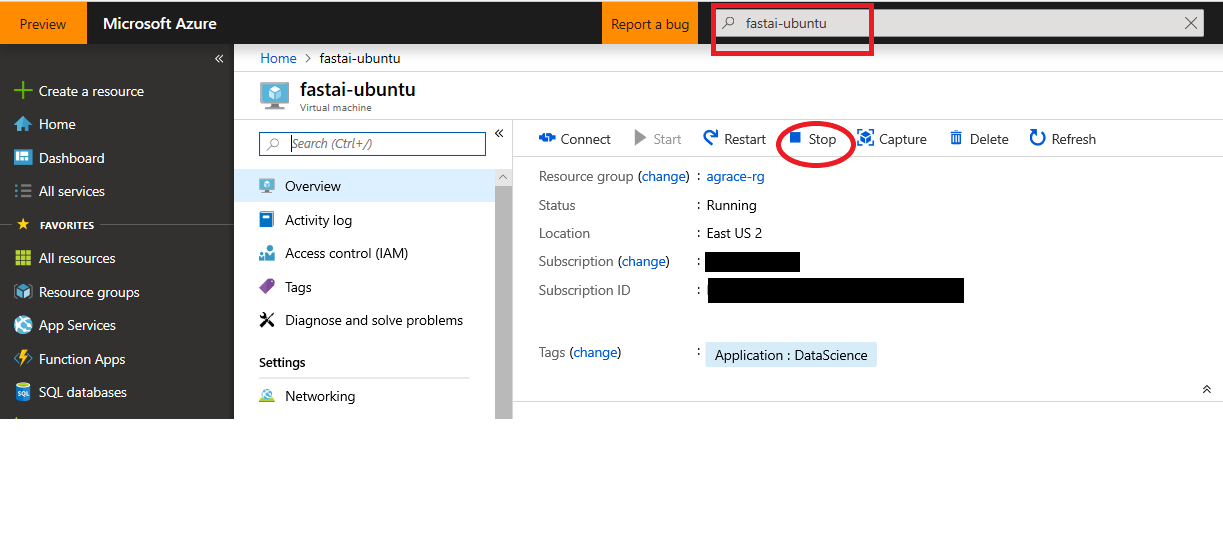 Preview
Microsoft Azure
Report a bug
fastai-ubuntu
Create a resource
Home
Dashboard
All services
FAVORITES
All resources
Resource groups
App Services
Function Apps
SQL databases
Home > fastai-ubuntu
fastai-ubuntu
Virtual machine
Search (Ctrl+/)
Overview
Activity log
Access control (IAM)
Tags
Diagnose and solve problems
Settings
Networking
Connect Start Restart Stop Capture Delete Refresh
Resource group (change) : agrace-rg
Status : Running
Location : East US 2
Subscription (change) :
Subscription ID :
Tags (change) : Application : DataScience